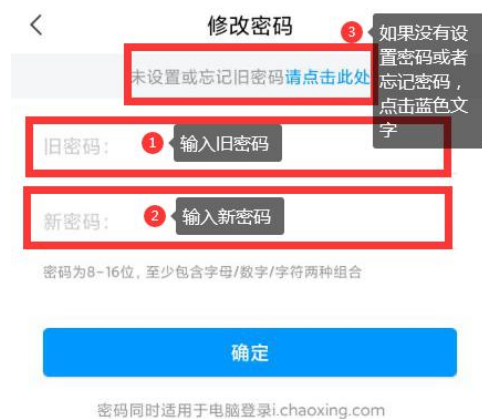 修改密码
3
如果没有设
置密码或者
忘记密码，
点击蓝色文
字
未设置或忘记旧密码请点击此处
旧密码：
1
输入旧密码
新密码：
2
输入新密码
密码为8-16位, 至少包含字母/数字/字符两种组合
确定
密码同时适用于电脑登录i.chaoxing.com